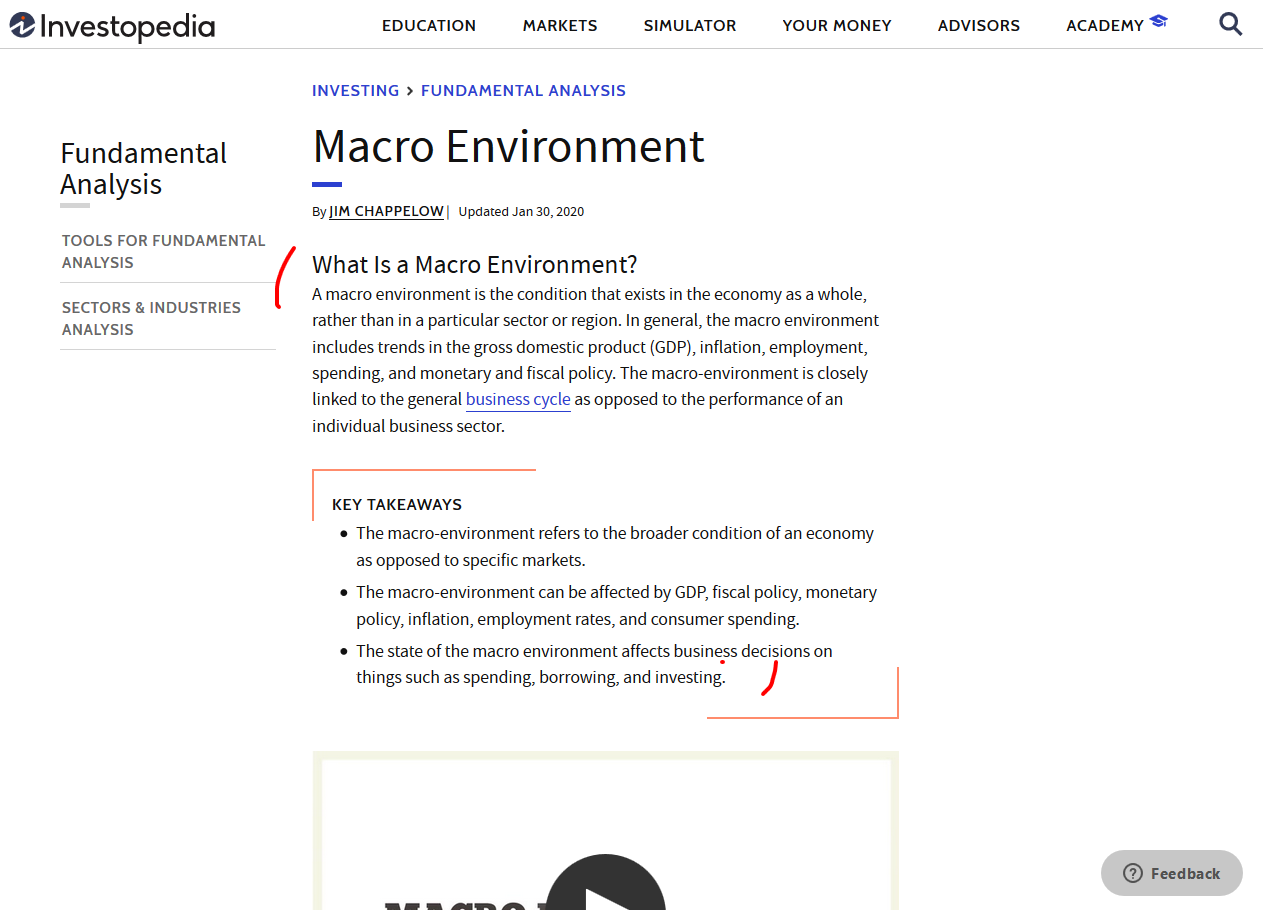 Investopedia
EDUCATION MARKETS SIMULATOR YOUR MONEY ADVISORS ACADEMY
INVESTING > FUNDAMENTAL ANALYSIS
Fundamental
Analysis
TOOLS FOR FUNDAMENTAL
ANALYSIS
SECTORS & INDUSTRIES
ANALYSIS
Macro Environment
By JIM CHAPPELOW | Updated Jan 30, 2020
What Is a Macro Environment?
A macro environment is the condition that exists in the economy as a whole,
rather than in a particular sector or region. In general, the macro environment
includes trends in the gross domestic product (GDP), inflation, employment,
spending, and monetary and fiscal policy. The macro-environment is closely
linked to the general business cycle as opposed to the performance of an
individual business sector.
KEY TAKEAWAYS
• The macro-environment refers to the broader condition of an economy
as opposed to specific markets.
• The macro-environment can be affected by GDP, fiscal policy, monetary
policy, inflation, employment rates, and consumer spending.
• The state of the macro environment affects business decisions on
things such as spending, borrowing, and investing.
Feedback